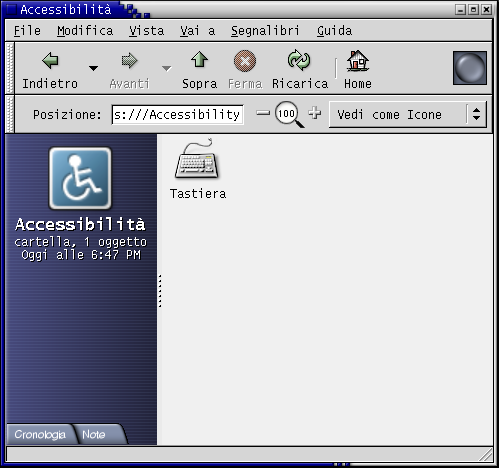 Accessibilità
File Modifica Vista Vai a Segnalibri Guida
Indietro Avanti Sopra Ferma Ricarica Home
Posizione: s:///Accessibility 100 Vedi come Icone
Tastiera
Accessibilità
cartella, 1 oggetto
Oggi alle 6:47 PM
Cronologia Note